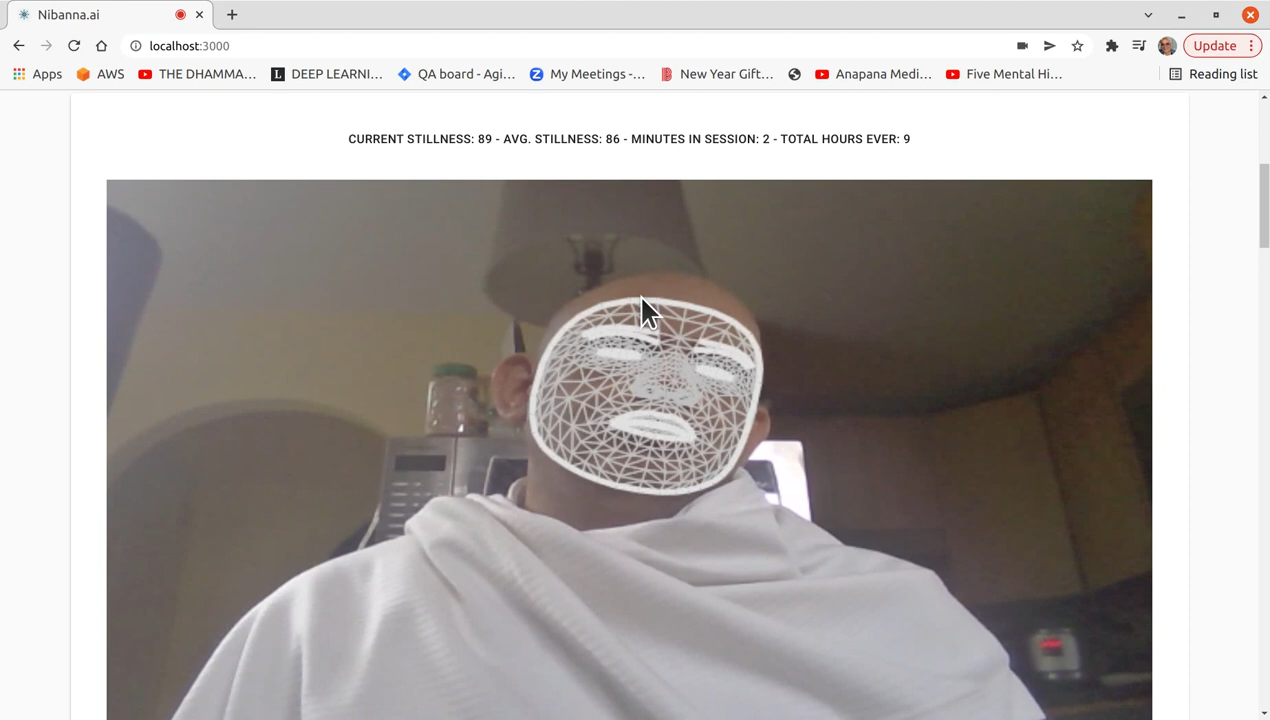 Nibanna.ai
localhost:3000
Update
Apps AWS THE DHAMMA... DEEP LEARNI... QA board - Agi... My Meetings -... New Year Gift... Anapana Medi... Five Mental Hi... Reading list
CURRENT STILLNESS: 89 - AVG. STILLNESS: 86 - MINUTES IN SESSION: 2 - TOTAL HOURS EVER: 9